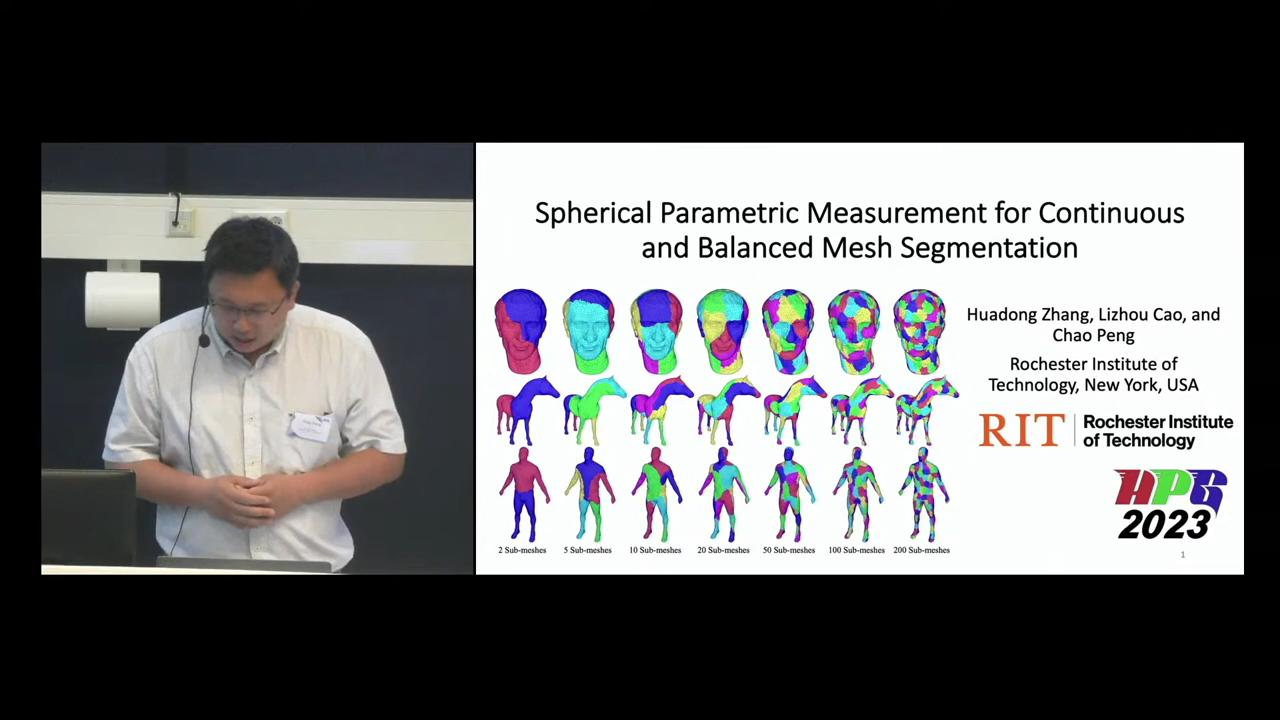 Spherical Parametric Measurement for Continuous
and Balanced Mesh Segmentation
Huadong Zhang, Lizhou Cao, and
Chao Peng
Rochester Institute of
Technology, New York, USA
RIT
Rochester Institute
of Technology
HPG
2023
2 Sub-meshes
5 Sub-meshes
10 Sub-meshes
20 Sub-meshes
50 Sub-meshes
100 Sub-meshes
200 Sub-meshes
1